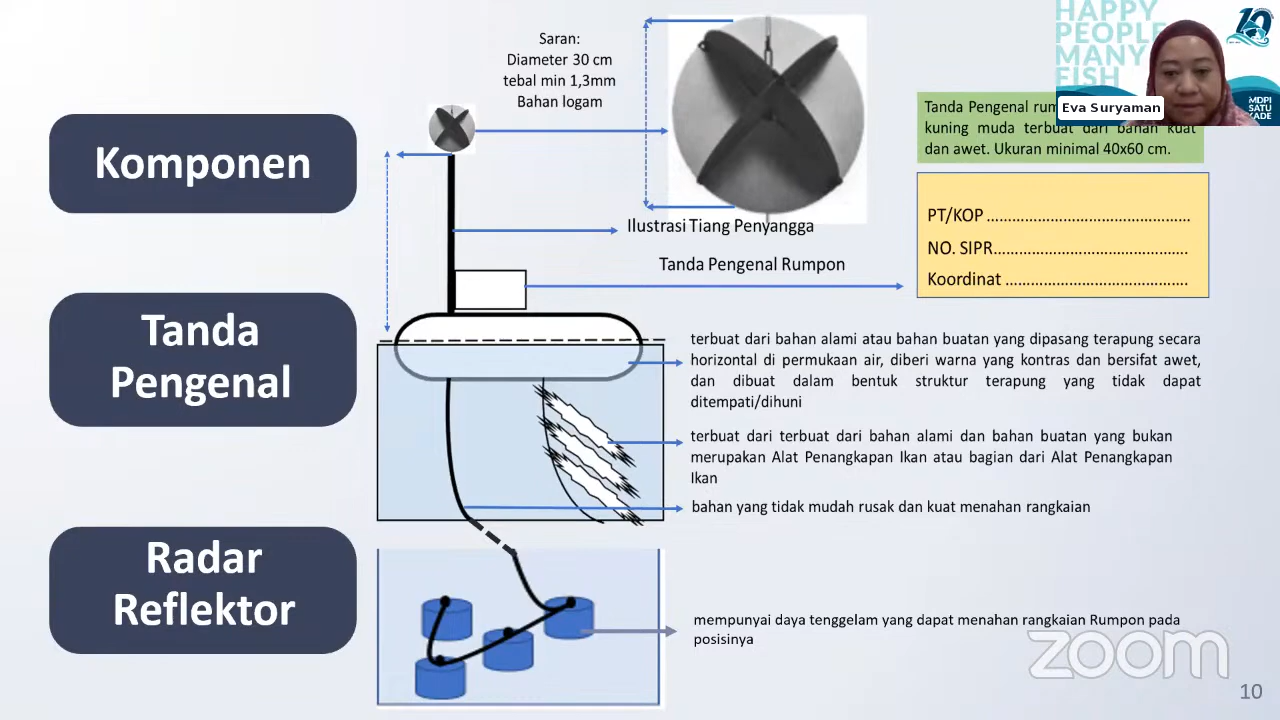 Komponen
Tanda
Pengenal
Radar
Reflektor
Saran:
Diameter 30 cm
tebal min 1,3mm
Bahan logam
Ilustrasi Tiang Penyangga
Tanda Pengenal Rumpon
Tanda Pengenal
kuning muda terbuat dari bahan kuat
dan awet. Ukuran minimal 40x60 cm.
PT/KOP ............................................
NO. SIPR..........................................
Koordinat .......................................
terbuat dari bahan alami atau bahan buatan yang dipasang terapung secara
horizontal di permukaan air, diberi warna yang kontras dan bersifat awet,
dan dibuat dalam bentuk struktur terapung yang tidak dapat
ditempati/dihuni
terbuat dari terbuat dari bahan alami dan bahan buatan yang bukan
merupakan Alat Penangkapan Ikan atau bagian dari Alat Penangkapan
Ikan
bahan yang tidak mudah rusak dan kuat menahan rangkaian
mempunyai daya tenggelam yang dapat menahan rangkaian Rumpon pada
posisinya
HAPPY
PEOPLE
MANY
FISH
Eva Suryaman
MDPI
SATU
zoom
10